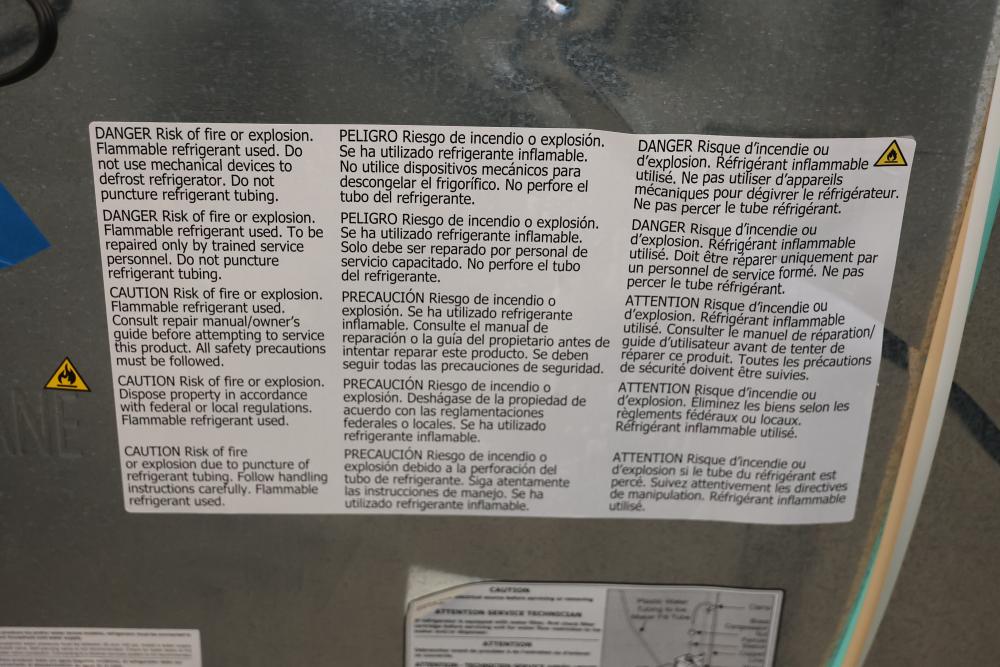 DANGER Risk of fire or explosion.
Flammable refrigerant used. Do
not use mechanical devices to
defrost refrigerator. Do not
puncture refrigerant tubing.
DANGER Risk of fire or explosion.
Flammable refrigerant used. To be
repaired only by trained service
personnel. Do not puncture
refrigerant tubing.
CAUTION Risk of fire or explosion.
Flammable refrigerant used.
Consult repair manual/owner's
guide before attempting to service
this product. All safety precautions
must be followed.
CAUTION Risk of fire or explosion.
Dispose property in accordance
with federal or local regulations.
Flammable refrigerant used.
CAUTION Risk of fire
or explosion due to puncture of
refrigerant tubing. Follow handling
instructions carefully. Flammable
refrigerant used.
PELIGRO Riesgo de incendio o explosión.
Se ha utilizado refrigerante inflamable.
No utilice dispositivos mecánicos para
descongelar el frigorífico. No perfore el
tubo del refrigerante.
PELIGRO Riesgo de incendio o explosión.
Se ha utilizado refrigerante inflamable.
Solo debe ser reparado por personal de
servicio capacitado. No perfore el tubo
del refrigerante.
PRECAUCIÓN Riesgo de incendio o
explosión. Se ha utilizado refrigerante
inflamable. Consulte el manual de
reparación o la guía del propietario antes de
intentar reparar este producto. Se deben
seguir todas las precauciones de seguridad.
PRECAUCIÓN Riesgo de incendio o
explosión. Deshágase de la propiedad de
acuerdo con las reglamentaciones
federales o locales. Se ha utilizado
refrigerante inflamable.
PRECAUCIÓN Riesgo de incendio o
explosión debido a la perforación del
tubo de refrigerante. Siga atentamente
las instrucciones de manejo. Se ha
utilizado refrigerante inflamable.
DANGER Risque d'incendie ou
d'explosion. Réfrigérant inflammable
utilisé. Ne pas utiliser d'appareils
mécaniques pour dégivrer le réfrigérateur.
Ne pas percer le tube réfrigérant.
DANGER Risque d'incendie ou
d'explosion. Réfrigérant inflammable
utilisé. Doit être réparer uniquement par
un personnel de service formé. Ne pas
percer le tube réfrigérant.
ATTENTION Risque d'incendie ou
d'explosion. Réfrigérant inflammable
utilisé. Consulter le manuel de réparation/
guide d'utilisateur avant de tenter de
réparer ce produit. Toutes les précautions
de sécurité doivent être suivies.
ATTENTION Risque d'incendie ou
d'explosion. Eliminez les biens selon les
règlements fédéraux ou locaux.
Réfrigérant inflammable utilisé.
ATTENTION Risque d'incendie ou
d'explosion si le tube du réfrigérant est
percé. Suivez attentivement les directives
de manipulation. Réfrigérant inflammable
utilisé.
CAUTION
ATTENTION SERVICE TECHNICIAN
ATTENTION
Plastic Water
Tubing to Ice
Water Fill Tube